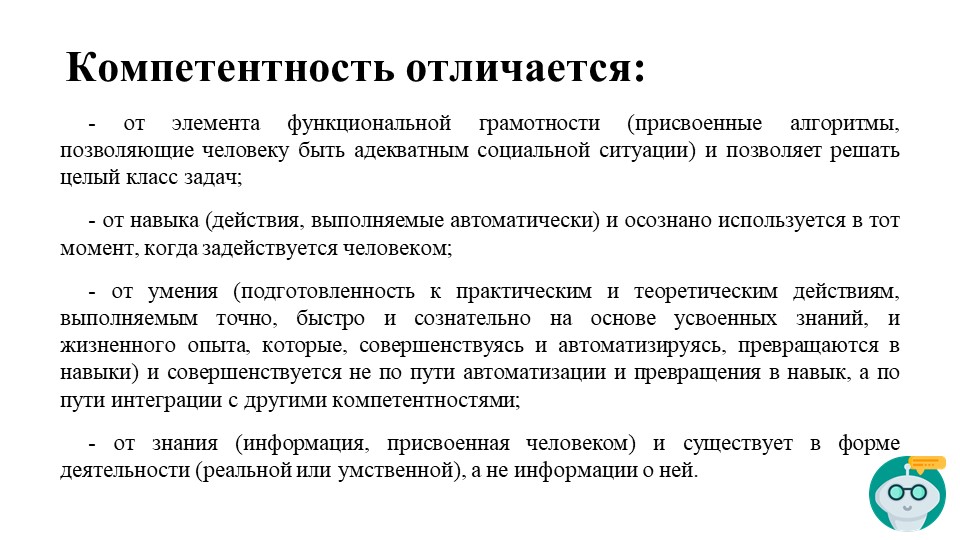 Компетентность отличается:
- от элемента функциональной грамотности (присвоенные алгоритмы,
позволяющие человеку быть адекватным социальной ситуации) и позволяет решать
целый класс задач;
- от навыка (действия, выполняемые автоматически) и осознано используется в тот
момент, когда задействуется человеком;
- от умения (подготовленность к практическим и теоретическим действиям,
выполняемым точно, быстро и сознательно на основе усвоенных знаний, и
жизненного опыта, которые, совершенствуясь и автоматизируясь, превращаются в
навыки) и совершенствуется не по пути автоматизации и превращения в навык, а по
пути интеграции с другими компетентностями;
- от знания (информация, присвоенная человеком) и существует в форме
деятельности (реальной или умственной), а не информации о ней.